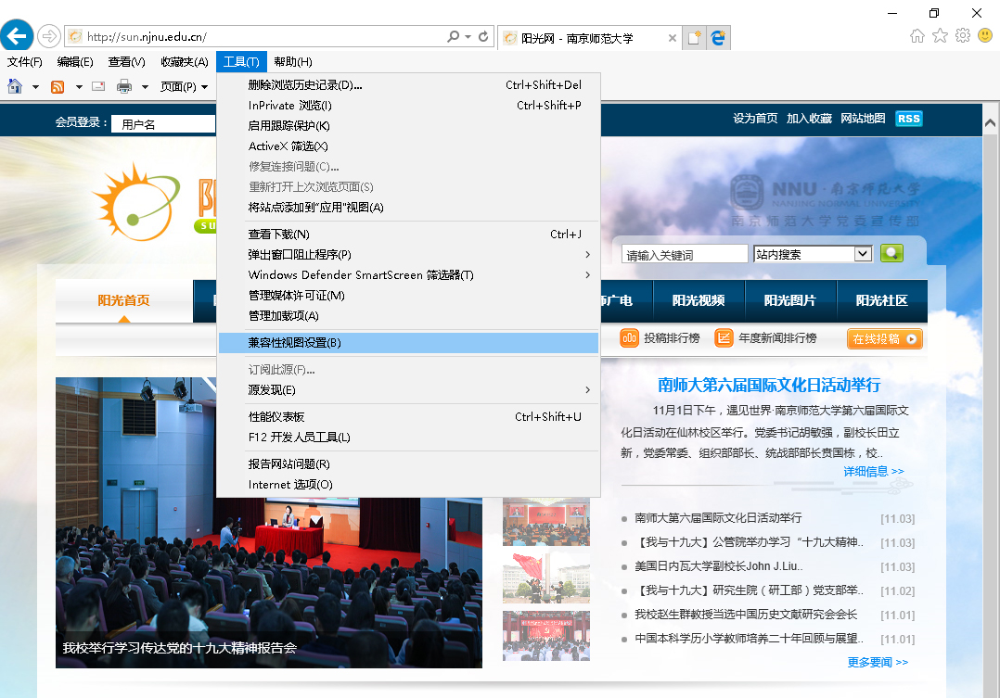 http://sun.njnu.edu.cn/
阳光网 - 南京师范大学
文件(F) 编辑(E) 查看(V) 收藏夹(A) 工具(T) 帮助(H)
页面(P)
删除浏览历史记录(D)... Ctrl+Shift+Del
InPrivate 浏览(I) Ctrl+Shift+P
启用跟踪保护(K)
ActiveX 筛选(X)
修复连接问题(C)...
重新打开上次浏览页面(S)
将站点添加到“应用”视图(A)
查看下载(N) Ctrl+J
弹出窗口阻止程序(P)
Windows Defender SmartScreen 筛选器(T)
管理媒体许可证(M)
管理加载项(A)
兼容性视图设置(B)
订阅此源(F)...
源发现(E)
性能仪表板 Ctrl+Shift+U
F12 开发人员工具(L)
报告网站问题(R)
Internet 选项(O)
会员登录： 用户名
设为首页 加入收藏 网站地图 RSS
NNU · 南京师范大学
NANJING NORMAL UNIVERSITY
南京师范大学党委宣传部
请输入关键词 站内搜索
阳光首页 广电 阳光视频 阳光图片 阳光社区
投稿排行榜 年度新闻排行榜 在线投稿
南师大第六届国际文化日活动举行
11月1日下午，遇见世界·南京师范大学第六届国际文
化日活动在仙林校区举行。党委书记胡敏强，副校长田立
新，党委常委、组织部部长、统战部部长贲国栋，校..
详细信息 >>
南师大第六届国际文化日活动举行 [11.03]
【我与十九大】公管院举办学习“十九大精神.. [11.03]
美国日内瓦大学副校长John J.Liu.. [11.03]
【我与十九大】研究生院（研工部）党支部举.. [11.02]
我校赵生群教授当选中国历史文献研究会会长 [11.01]
中国本科学历小学教师培养二十年回顾与展望.. [11.01]
更多要闻 >>
我校举行学习传达党的十九大精神报告会